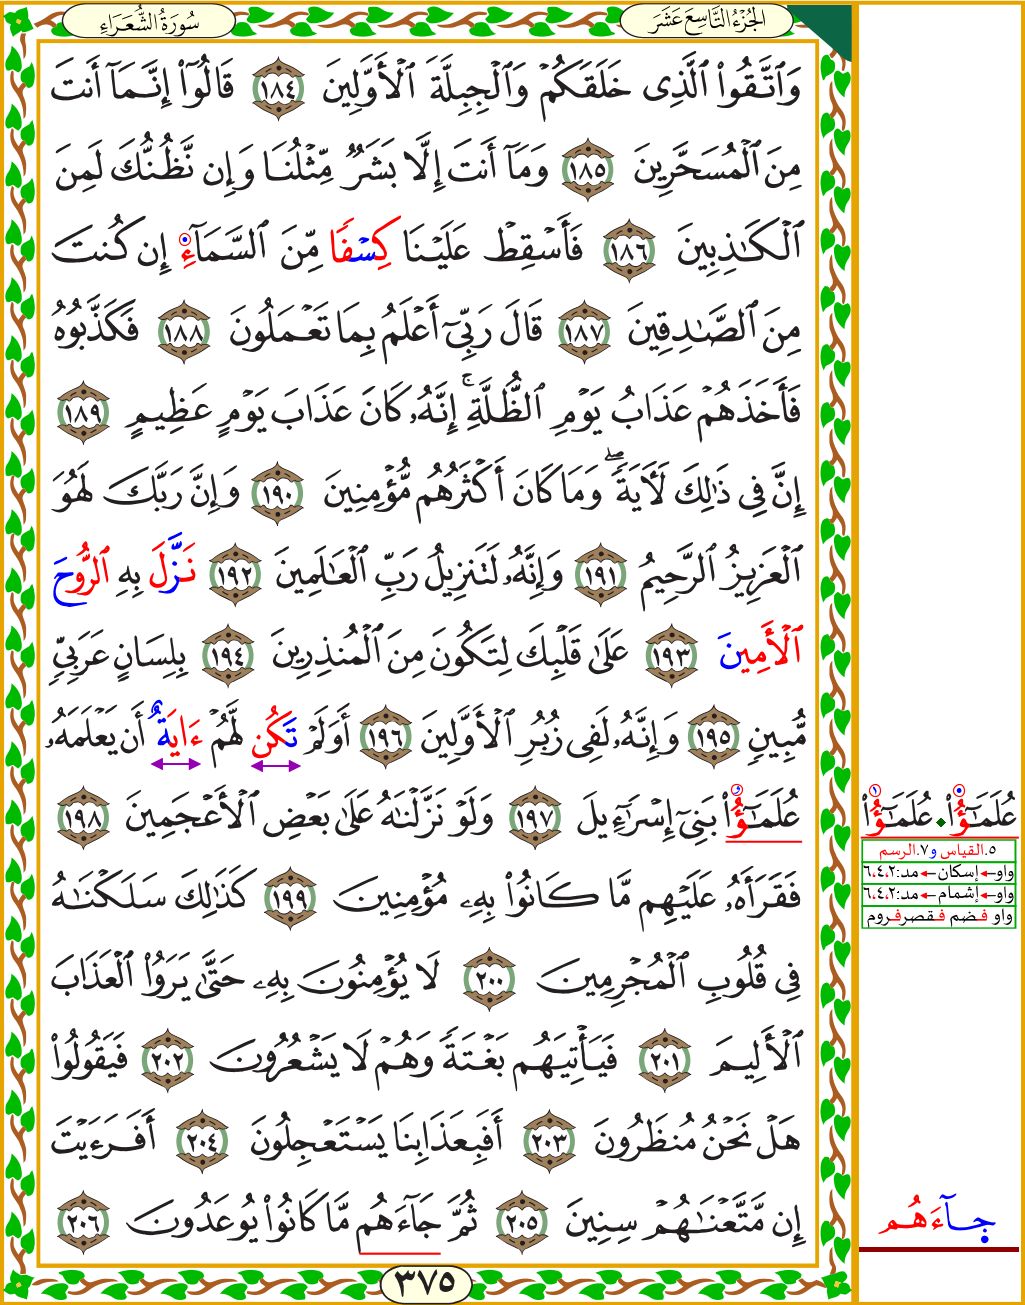 الجُزْءُ التَّاسِعَ عَشَرَ
سُورَةُ الشُّعَرَاءِ
وَٱتَّقُوا۟ ٱلَّذِى خَلَقَكُمْ وَٱلْجِبِلَّةَ ٱلْأَوَّلِينَ ١٨٤ قَالُوٓا۟ إِنَّمَآ أَنتَ
مِنَ ٱلْمُسَحَّرِينَ ١٨٥ وَمَآ أَنتَ إِلَّا بَشَرٌ مِّثْلُنَا وَإِن نَّظُنُّكَ لَمِنَ
ٱلْكَـٰذِبِينَ ١٨٦ فَأَسْقِطْ عَلَيْنَا كِسْفًا مِّنَ ٱلسَّمَآءِ إِن كُنتَ
مِنَ ٱلصَّـٰدِقِينَ ١٨٧ قَالَ رَبِّىٓ أَعْلَمُ بِمَا تَعْمَلُونَ ١٨٨ فَكَذَّبُوهُ
فَأَخَذَهُمْ عَذَابُ يَوْمِ ٱلظُّلَّةِ ۚ إِنَّهُۥ كَانَ عَذَابَ يَوْمٍ عَظِيمٍ ١٨٩
إِنَّ فِى ذَٰلِكَ لَـَٔايَةً ۖ وَمَا كَانَ أَكْثَرُهُم مُّؤْمِنِينَ ١٩٠ وَإِنَّ رَبَّكَ لَهُوَ
ٱلْعَزِيزُ ٱلرَّحِيمُ ١٩١ وَإِنَّهُۥ لَتَنزِيلُ رَبِّ ٱلْعَـٰلَمِينَ ١٩٢ نَزَّلَ بِهِ ٱلرُّوحَ
ٱلْأَمِينَ ١٩٣ عَلَىٰ قَلْبِكَ لِتَكُونَ مِنَ ٱلْمُنذِرِينَ ١٩٤ بِلِسَانٍ عَرَبِىٍّ
مُّبِينٍ ١٩٥ وَإِنَّهُۥ لَفِى زُبُرِ ٱلْأَوَّلِينَ ١٩٦ أَوَلَمْ تَكُن لَّهُمْ ءَايَةٌ أَن يَعْلَمَهُۥ
عُلَمَـٰٓؤُا۟ بَنِىٓ إِسْرَٰٓءِيلَ ١٩٧ وَلَوْ نَزَّلْنَـٰهُ عَلَىٰ بَعْضِ ٱلْأَعْجَمِينَ ١٩٨
فَقَرَأَهُۥ عَلَيْهِم مَّا كَانُوا۟ بِهِۦ مُؤْمِنِينَ ١٩٩ كَذَٰلِكَ سَلَكْنَـٰهُ
فِى قُلُوبِ ٱلْمُجْرِمِينَ ٢٠٠ لَا يُؤْمِنُونَ بِهِۦ حَتَّىٰ يَرَوُا۟ ٱلْعَذَابَ
ٱلْأَلِيمَ ٢٠١ فَيَأْتِيَهُم بَغْتَةً وَهُمْ لَا يَشْعُرُونَ ٢٠٢ فَيَقُولُوا۟
هَلْ نَحْنُ مُنظَرُونَ ٢٠٣ أَفَبِعَذَابِنَا يَسْتَعْجِلُونَ ٢٠٤ أَفَرَءَيْتَ
إِن مَّتَّعْنَـٰهُمْ سِنِينَ ٢٠٥ ثُمَّ جَآءَهُم مَّا كَانُوا۟ يُوعَدُونَ ٢٠٦
٣٧٥
عُلَمَـٰٓؤُا۟ ۰ عُلَمَـٰٓؤُا۟
٥.القياس و٧.الرسم
واو←إسكان←مد:٦،٤،٢
واو←إشمام←مد:٦،٤،٢
واو فضم فقصرفروم
جآءَهُم